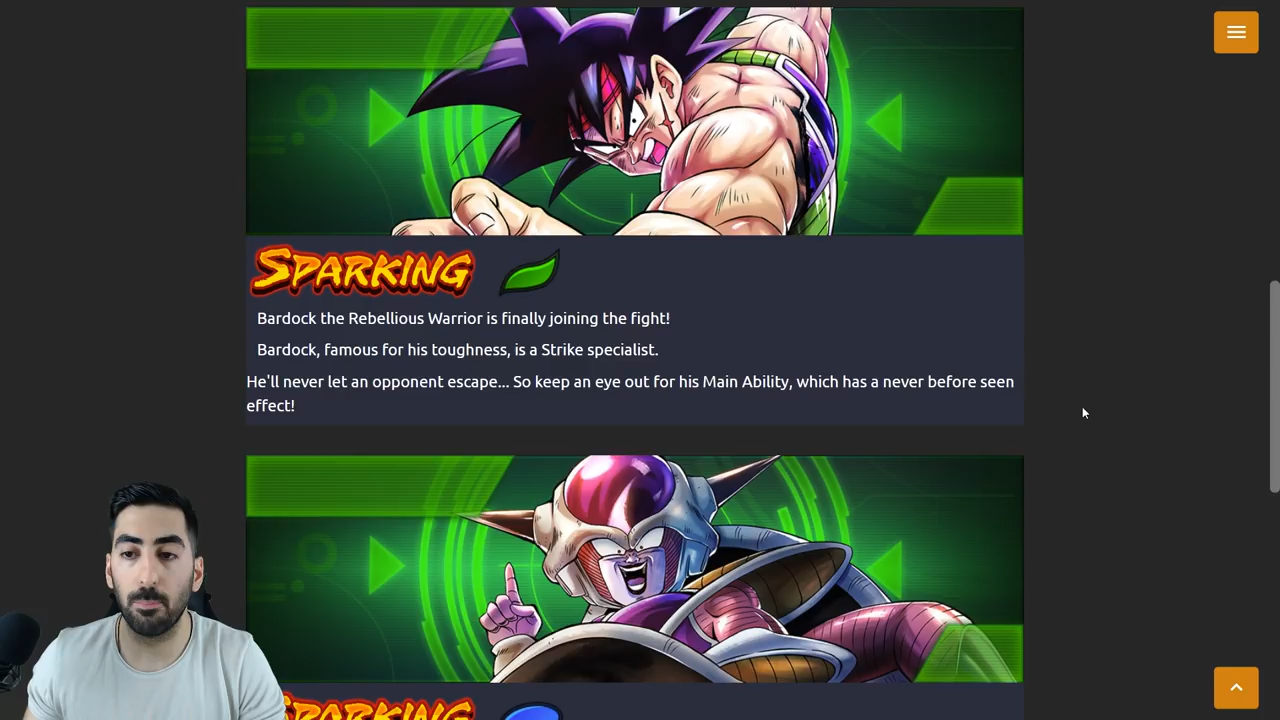 SPARKING
Bardock the Rebellious Warrior is finally joining the fight!
Bardock, famous for his toughness, is a Strike specialist.
He'll never let an opponent escape... So keep an eye out for his Main Ability, which has a never before seen
effect!
SPARKING